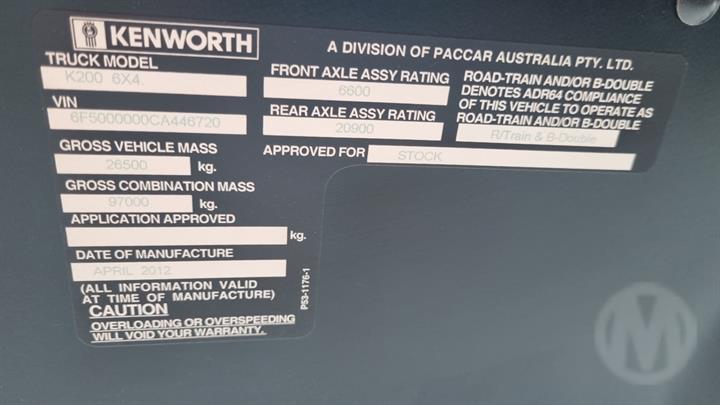 KENWORTH
A DIVISION OF PACCAR AUSTRALIA PTY. LTD.
TRUCK MODEL
K200 6X4.
VIN
6F5000000CA446720
GROSS VEHICLE MASS
26500 kg.
GROSS COMBINATION MASS
97000 kg.
APPLICATION APPROVED
kg.
DATE OF MANUFACTURE
APRIL 2012
(ALL INFORMATION VALID
AT TIME OF MANUFACTURE)
CAUTION
OVERLOADING OR OVERSPEEDING
WILL VOID YOUR WARRANTY.
FRONT AXLE ASSY RATING
6600
REAR AXLE ASSY RATING
20900
APPROVED FOR STOCK
ROAD-TRAIN AND/OR B-DOUBLE
DENOTES ADR64 COMPLIANCE
OF THIS VEHICLE TO OPERATE AS
ROAD-TRAIN AND/OR B-DOUBLE
R/Train & B-Double
P53-1176-1
M